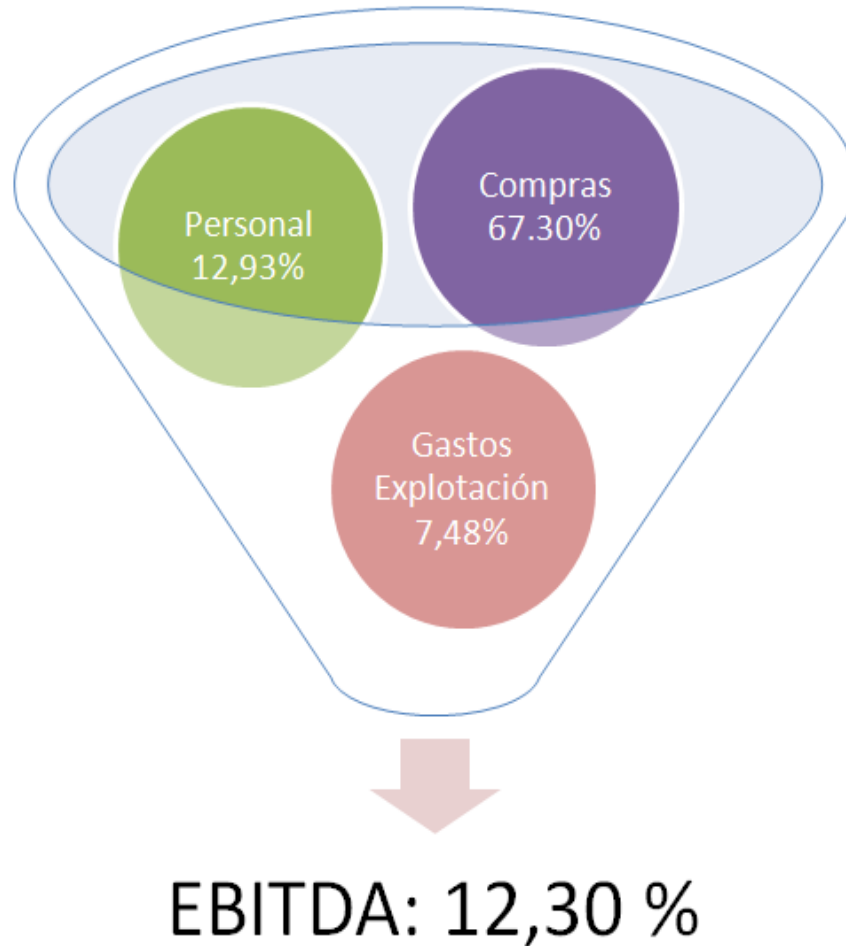 Personal
12,93%
Compras
67.30%
Gastos
Explotación
7,48%
EBITDA: 12,30 %